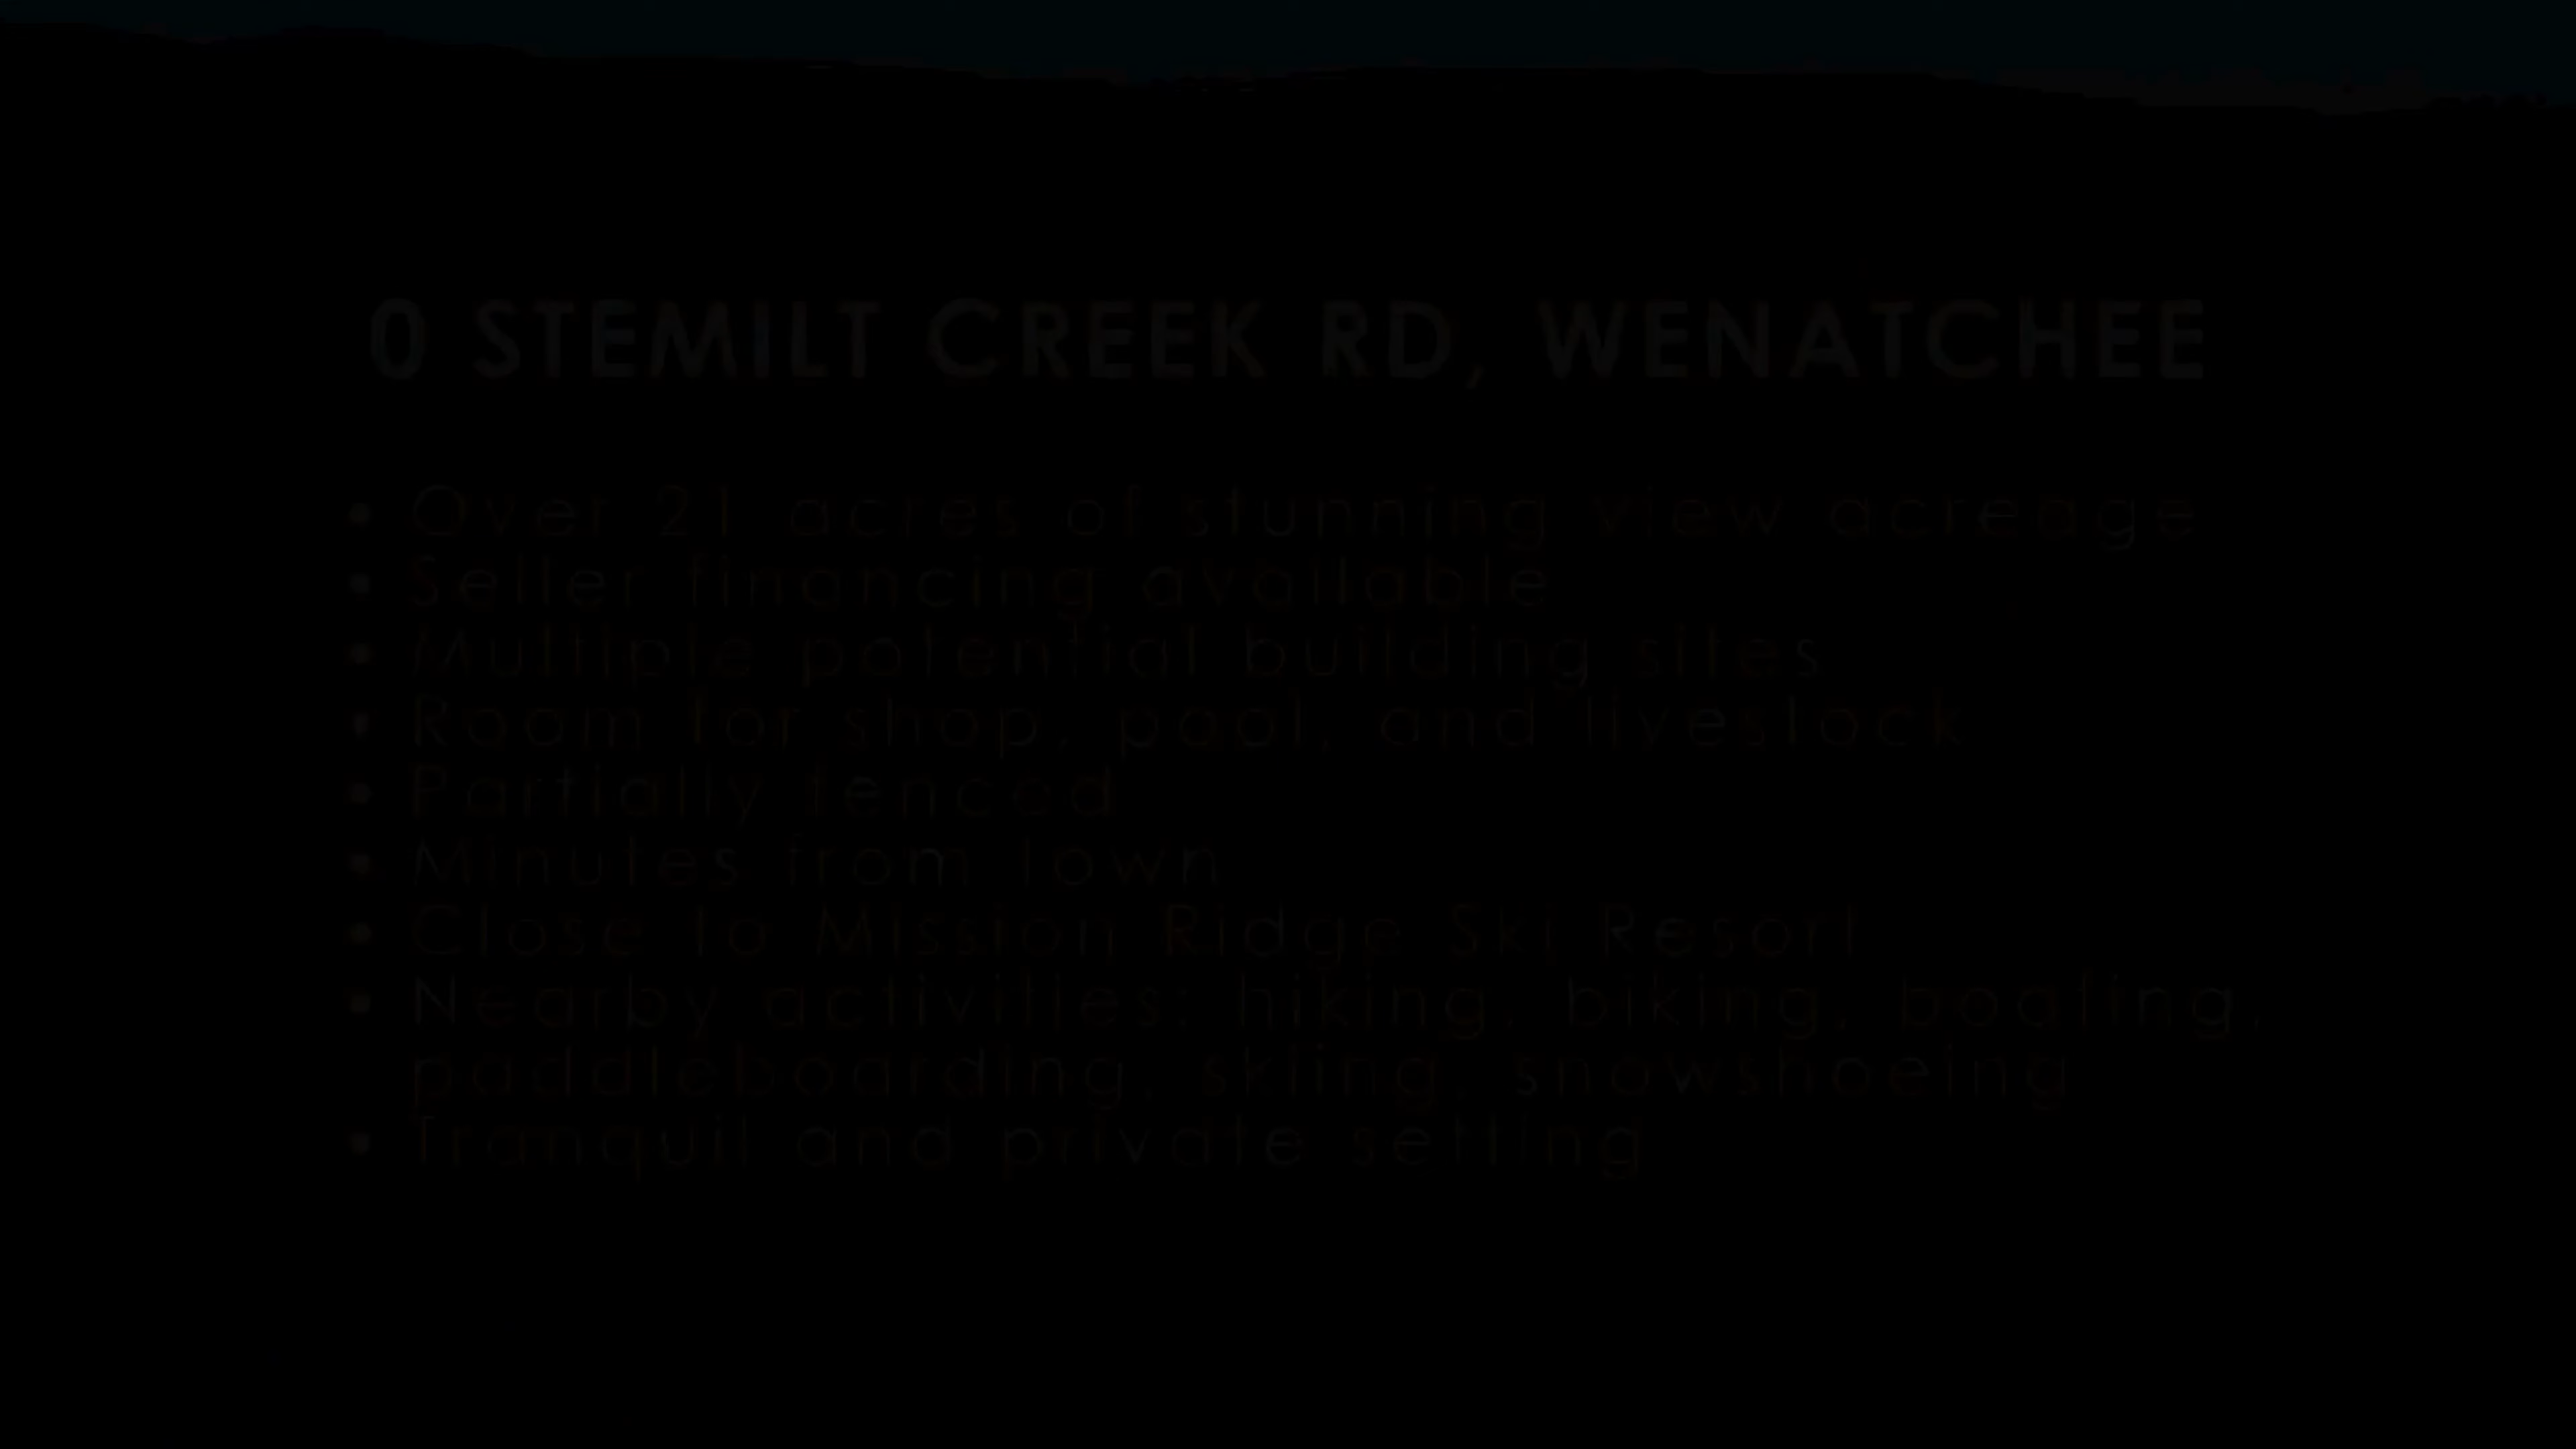 0 STEMILT CREEK RD, WENATCHEE
• Over 21 acres of stunning view acreage
• Seller financing available
• Multiple potential building sites
• Room for shop, pool, and livestock
• Partially fenced
• Minutes from town
• Close to Mission Ridge Ski Resort
• Nearby activities: hiking, biking, boating,
paddleboarding, skiing, snowshoeing
• Tranquil and private setting